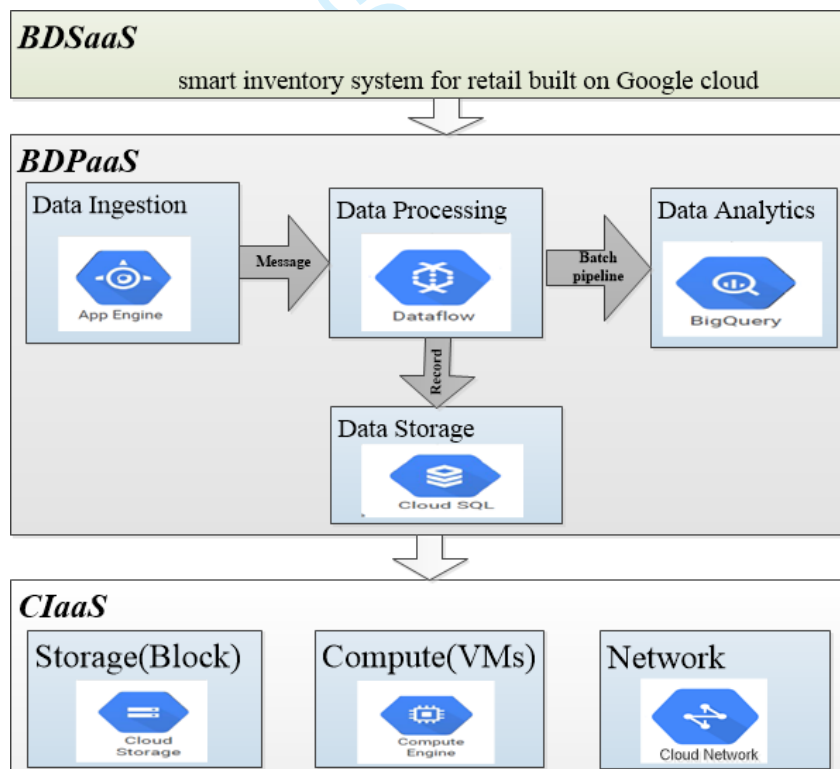 BDSaaS
smart inventory system for retail built on Google cloud
BDPaaS
Data Ingestion
App Engine
Message
Data Processing
Dataflow
Batch
pipeline
Data Analytics
BigQuery
Record
Data Storage
Cloud SQL
CIaaS
Storage(Block)
Cloud
Storage
Compute(VMs)
Compute
Engine
Network
Cloud Network